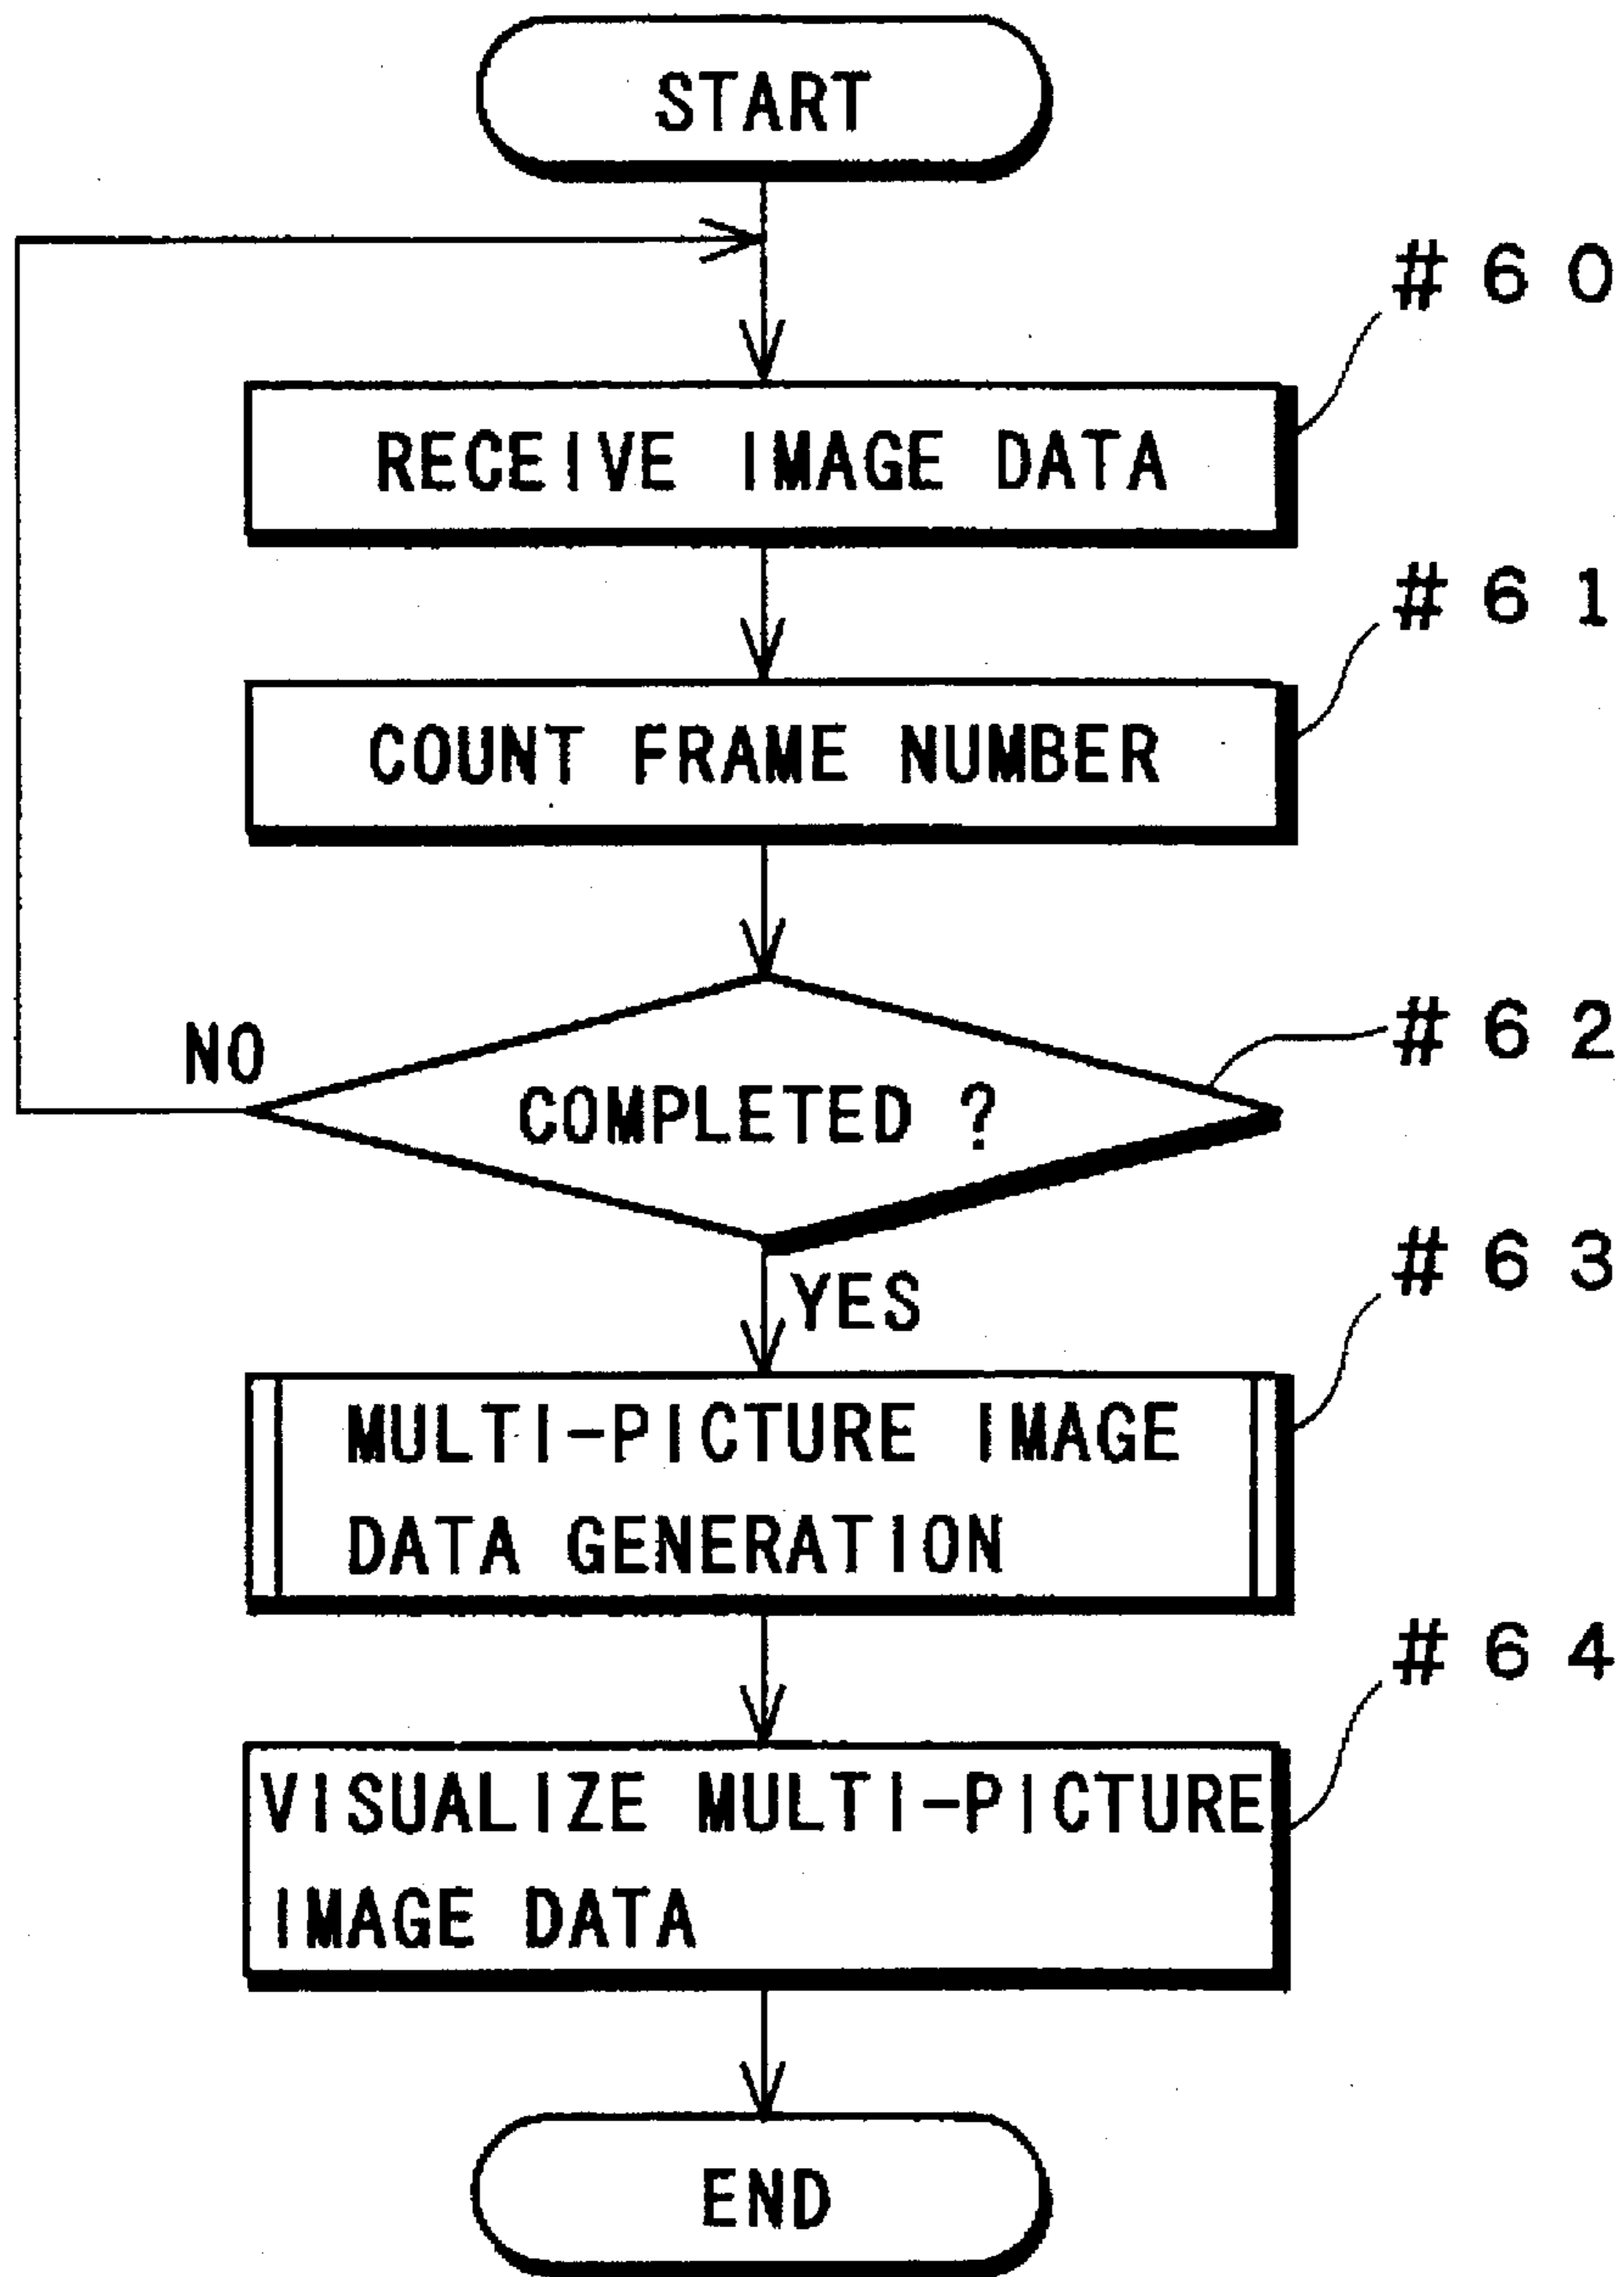 START
#60
RECEIVE IMAGE DATA
#61
COUNT FRAME NUMBER
#62
NO
COMPLETED ?
YES
#63
MULTI-PICTURE IMAGE
DATA GENERATION
#64
VISUALIZE MULTI-PICTURE
IMAGE DATA
END